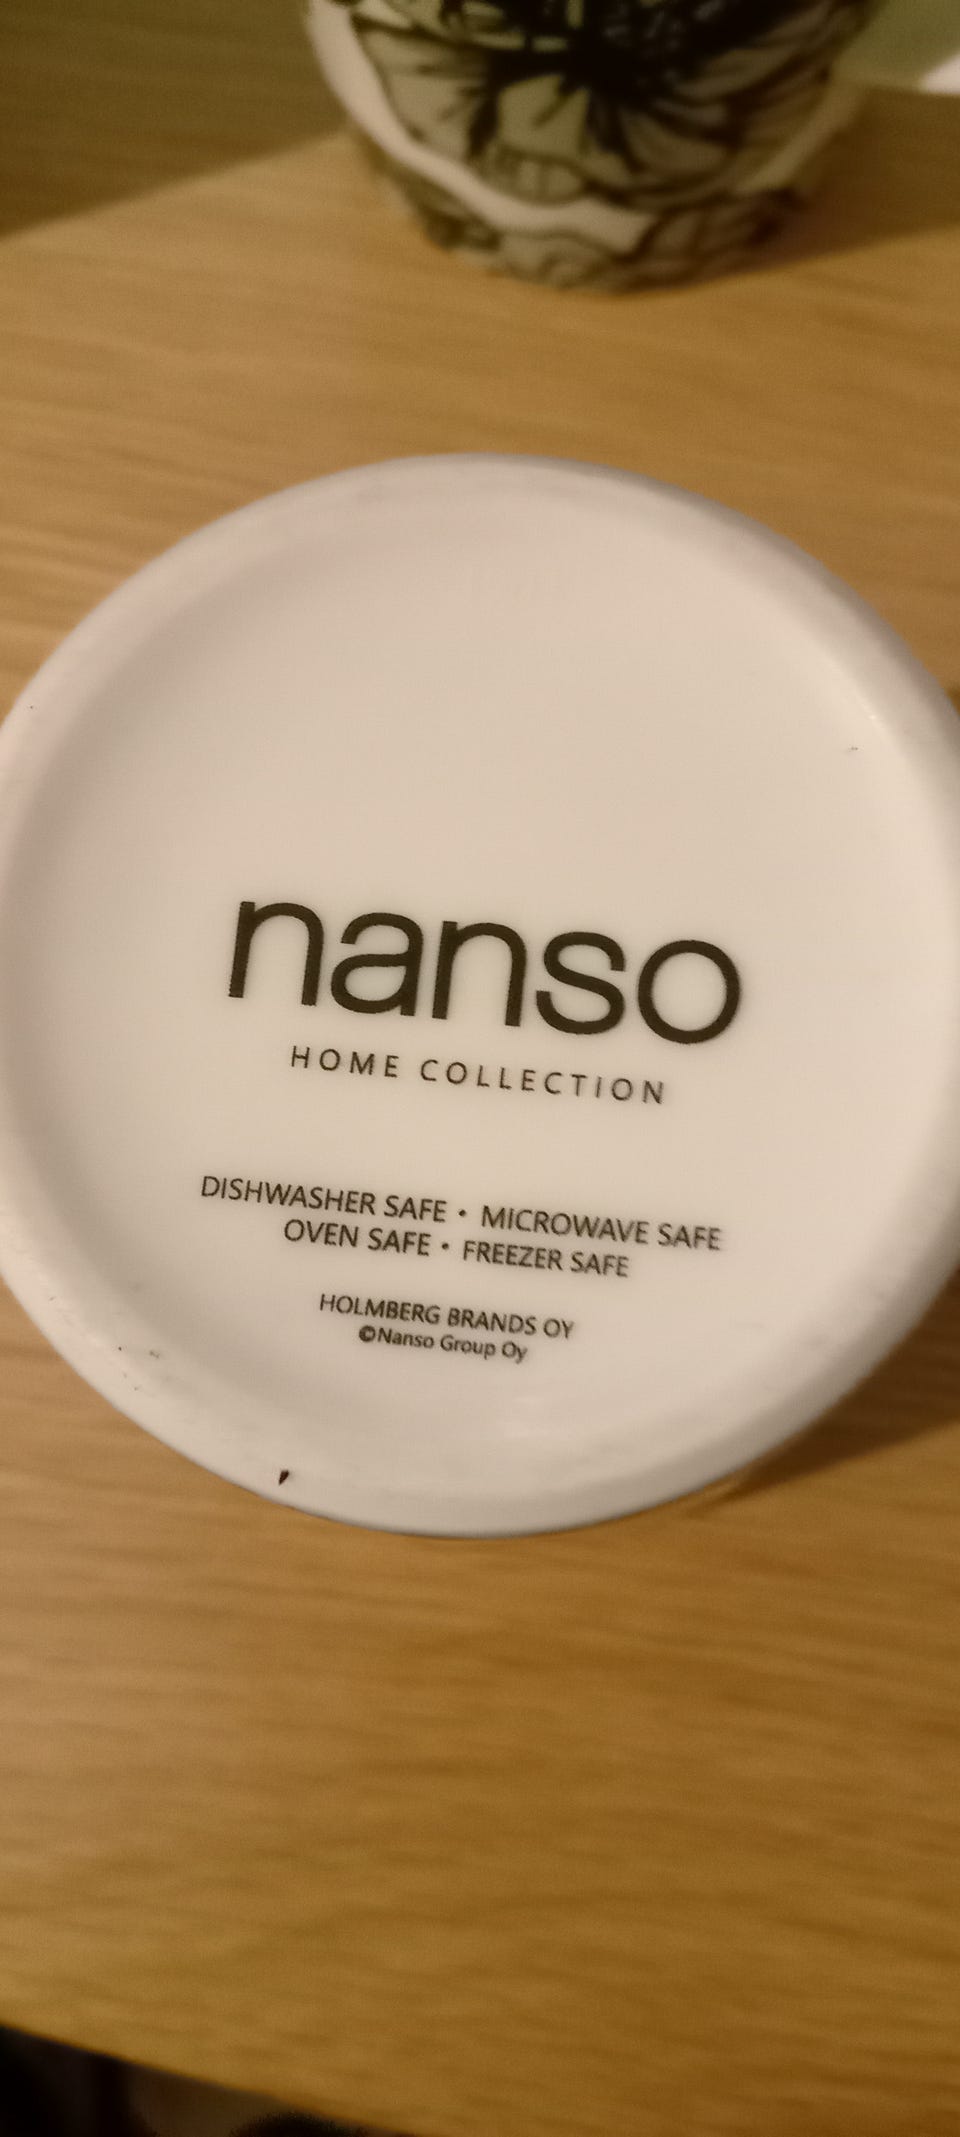 nanso
HOME COLLECTION
DISHWASHER SAFE • MICROWAVE SAFE
OVEN SAFE • FREEZER SAFE
HOLMBERG BRANDS OY
©Nanso Group Oy